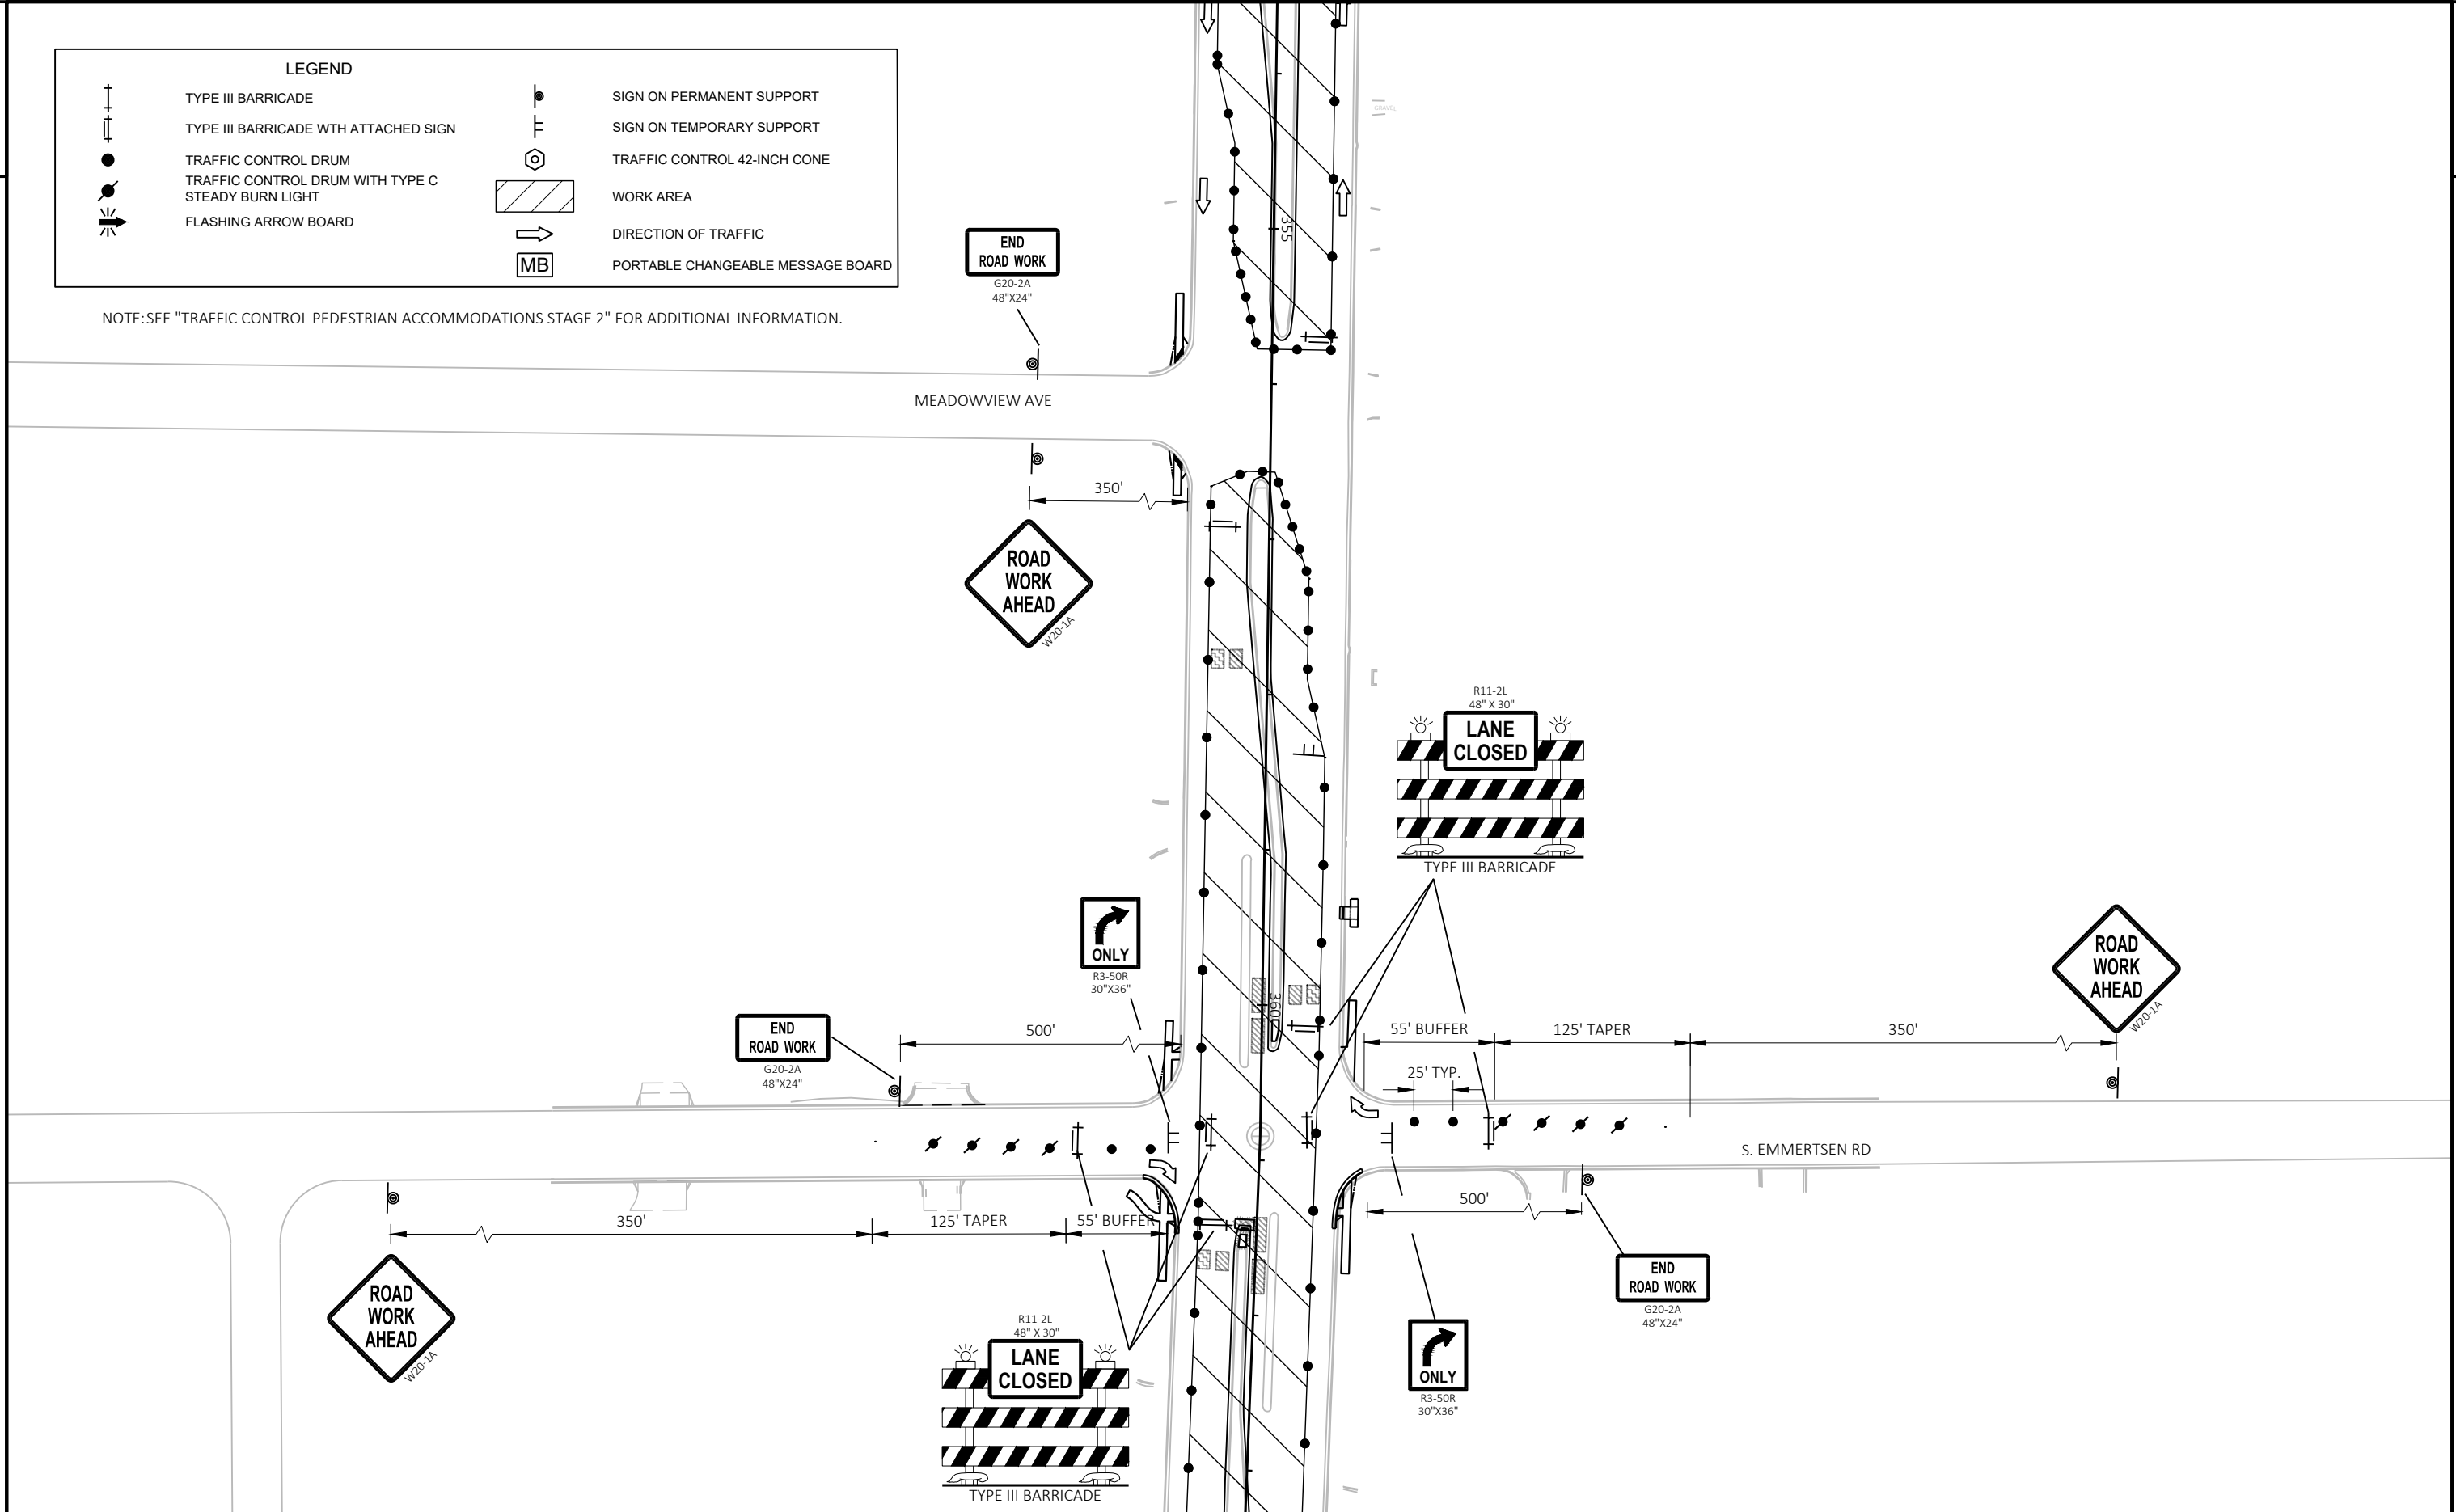 LEGEND
TYPE III BARRICADE
TYPE III BARRICADE WTH ATTACHED SIGN
TRAFFIC CONTROL DRUM
TRAFFIC CONTROL DRUM WITH TYPE C
STEADY BURN LIGHT
FLASHING ARROW BOARD
SIGN ON PERMANENT SUPPORT
SIGN ON TEMPORARY SUPPORT
TRAFFIC CONTROL 42-INCH CONE
WORK AREA
DIRECTION OF TRAFFIC
MB
PORTABLE CHANGEABLE MESSAGE BOARD
NOTE: SEE "TRAFFIC CONTROL PEDESTRIAN ACCOMMODATIONS STAGE 2" FOR ADDITIONAL INFORMATION.
GRAVEL
355
END
ROAD WORK
G20-2A
48"X24"
MEADOWVIEW AVE
350'
ROAD
WORK
AHEAD
W20-1A
R11-2L
48" X 30"
LANE
CLOSED
TYPE III BARRICADE
ONLY
R3-50R
30"X36"
360
END
ROAD WORK
G20-2A
48"X24"
500'
55' BUFFER
125' TAPER
350'
25' TYP.
ROAD
WORK
AHEAD
W20-1A
S. EMMERTSEN RD
350'
125' TAPER
55' BUFFER
500'
ROAD
WORK
AHEAD
W20-1A
END
ROAD WORK
G20-2A
48"X24"
ONLY
R3-50R
30"X36"
R11-2L
48" X 30"
LANE
CLOSED
TYPE III BARRICADE